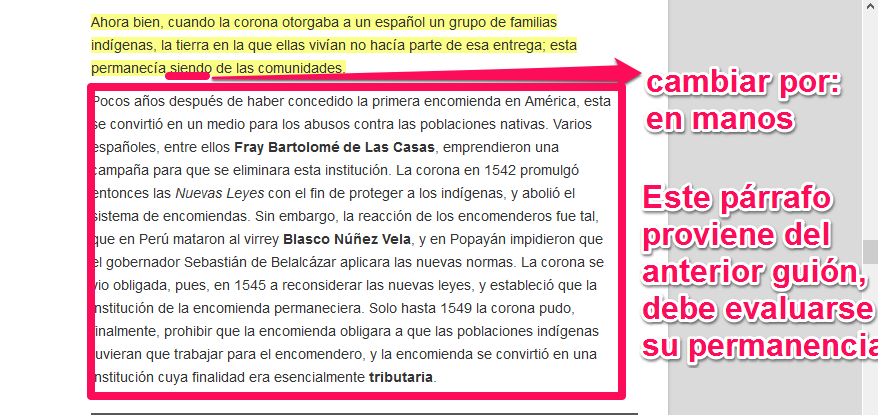 Ahora bien, cuando la corona otorgaba a un español un grupo de familias
indígenas, la tierra en la que ellas vivían no hacía parte de esa entrega; esta
permanecía siendo de las comunidades.
Pocos años después de haber concedido la primera encomienda en América, esta
se convirtió en un medio para los abusos contra las poblaciones nativas. Varios
españoles, entre ellos Fray Bartolomé de Las Casas, emprendieron una
campaña para que se eliminara esta institución. La corona en 1542 promulgó
entonces las Nuevas Leyes con el fin de proteger a los indígenas, y abolió el
sistema de encomiendas. Sin embargo, la reacción de los encomenderos fue tal,
que en Perú mataron al virrey Blasco Núñez Vela, y en Popayán impidieron que
el gobernador Sebastián de Belalcázar aplicara las nuevas normas. La corona se
vio obligada, pues, en 1545 a reconsiderar las nuevas leyes, y estableció que la
institución de la encomienda permaneciera. Solo hasta 1549 la corona pudo,
finalmente, prohibir que la encomienda obligara a que las poblaciones indígenas
tuvieran que trabajar para el encomendero, y la encomienda se convirtió en una
institución cuya finalidad era esencialmente tributaria.
cambiar por:
en manos
Este párrafo
proviene del
anterior guión,
debe evaluarse
su permanencia